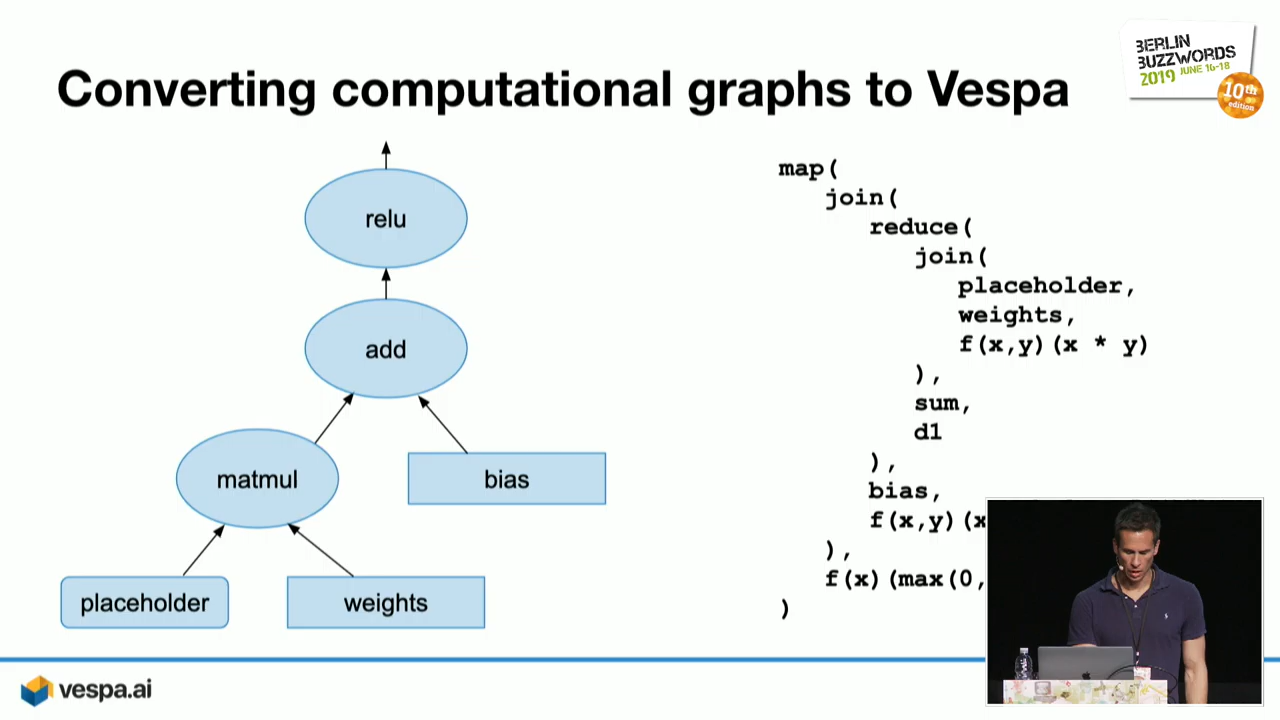 Converting computational graphs to Vespa
BERLIN
BUZZWORDS
2019 JUNE 16-18
10th
edition
relu
add
matmul
bias
placeholder
weights
map(
join(
reduce(
join(
placeholder,
weights,
f(x,y)(x * y)
),
sum,
d1
),
bias,
f(x,y)(x
),
f(x)(max(0,
)
vespa.ai